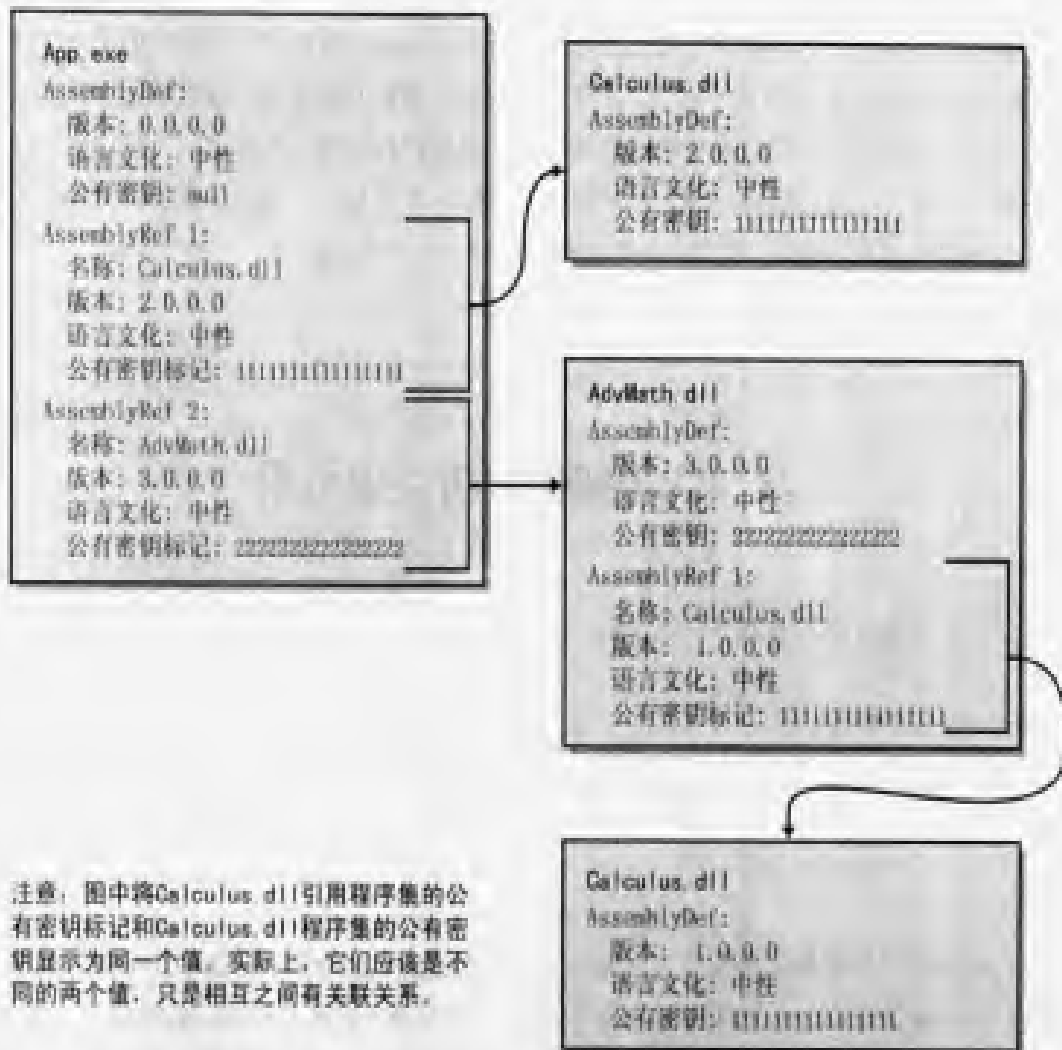 App.exe
AssemblyDef:
版本: 0.0.0.0
语言文化: 中性
公有密钥: null
AssemblyRef 1:
名称: Calculus.dll
版本: 2.0.0.0
语言文化: 中性
公有密钥标记: 1111111111111111
AssemblyRef 2:
名称: AdvMath.dll
版本: 3.0.0.0
语言文化: 中性
公有密钥标记: 2222222222222222
Calculus.dll
AssemblyDef:
版本: 2.0.0.0
语言文化: 中性
公有密钥: 1111111111111111
AdvMath.dll
AssemblyDef:
版本: 3.0.0.0
语言文化: 中性
公有密钥: 2222222222222222
AssemblyRef 1:
名称: Calculus.dll
版本: 1.0.0.0
语言文化: 中性
公有密钥标记: 1111111111111111
Calculus.dll
AssemblyDef:
版本: 1.0.0.0
语言文化: 中性
公有密钥: 1111111111111111
注意: 图中将Calculus.dll引用程序集的公
有密钥标记和Calculus.dll程序集的公有密
钥显示为同一个值。实际上，它们应该是不
同的两个值，只是相互之间有关联关系。